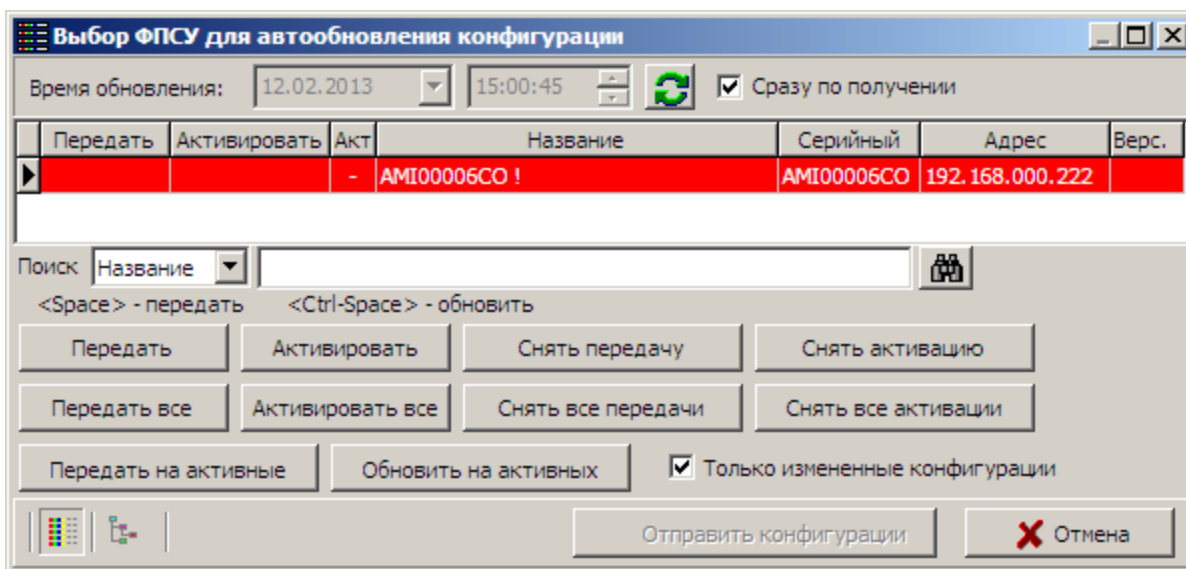 Выбор ФПСУ для автообновления конфигурации
Время обновления: 12.02.2013 15:00:45 Сразу по получении
Передать Активировать Акт Название Серийный Адрес Верс.
- AMI00006CO ! AMI00006CO 192.168.000.222
Поиск Название
<Space> - передать <Ctrl-Space> - обновить
Передать Активировать Снять передачу Снять активацию
Передать все Активировать все Снять все передачи Снять все активации
Передать на активные Обновить на активных Только измененные конфигурации
Отправить конфигурации Отмена